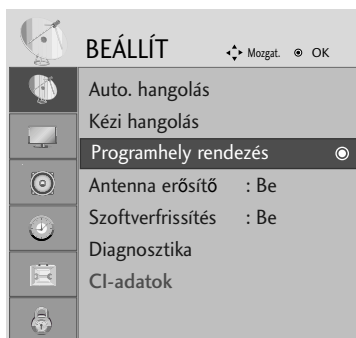 BEÁLLÍT Mozgat. OK
Auto. hangolás
Kézi hangolás
Programhely rendezés
Antenna erősítő : Be
Szoftverfrissítés : Be
Diagnosztika
CI-adatok